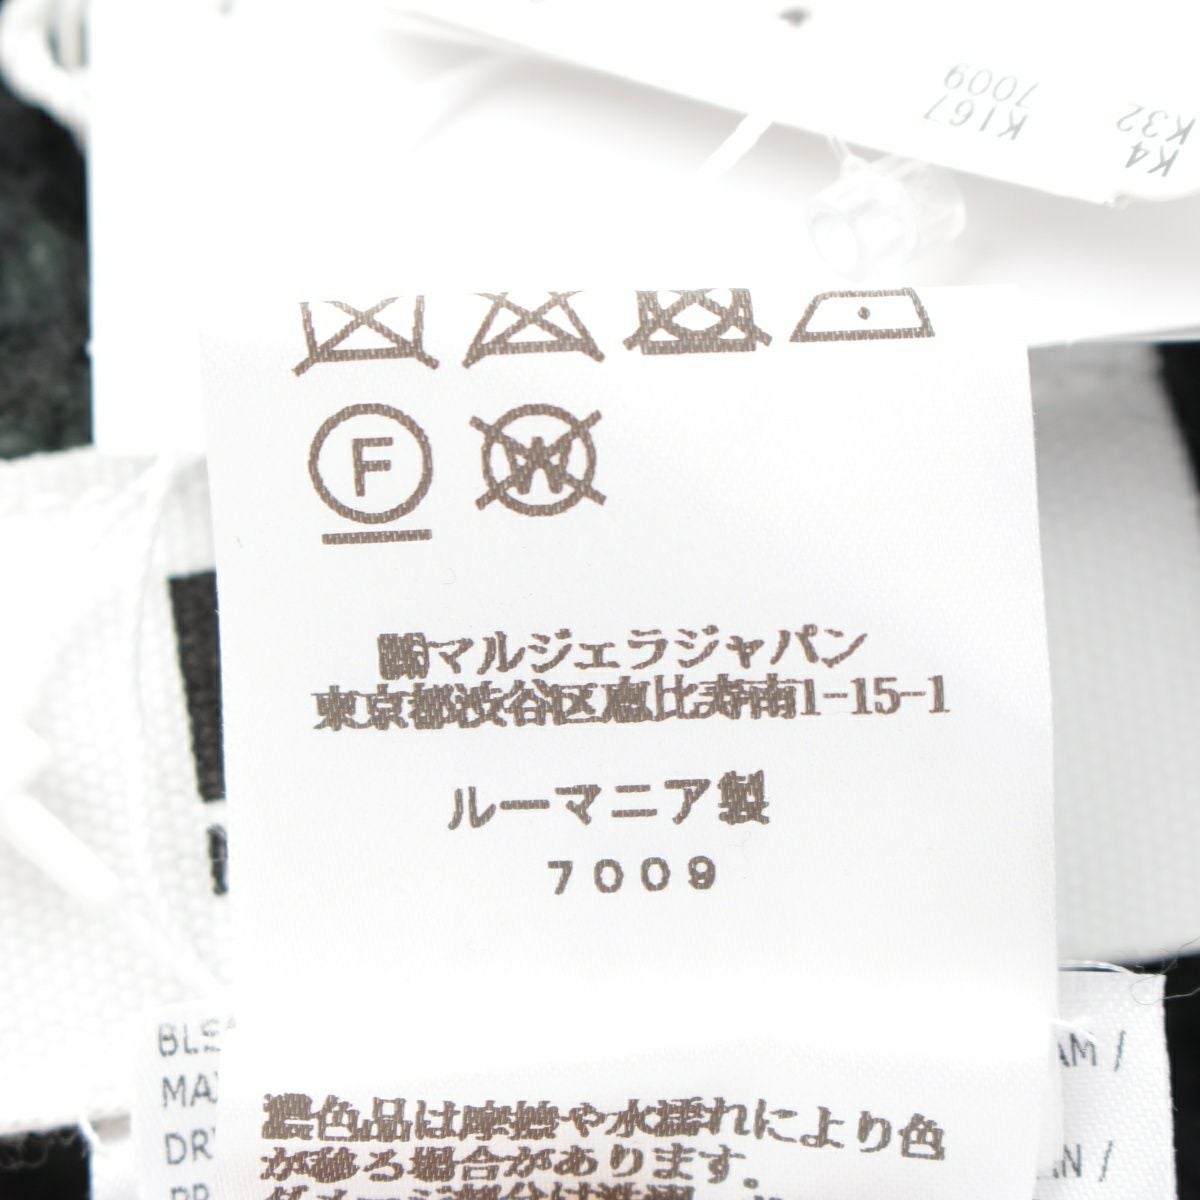 K167
7009
K4
K32
F
W
㈱マルジェラジャパン
東京都渋谷区恵比寿南1-15-1
ルーマニア製
7009
濃色品は摩擦や水濡れにより色
が移る場合があります。
AM /